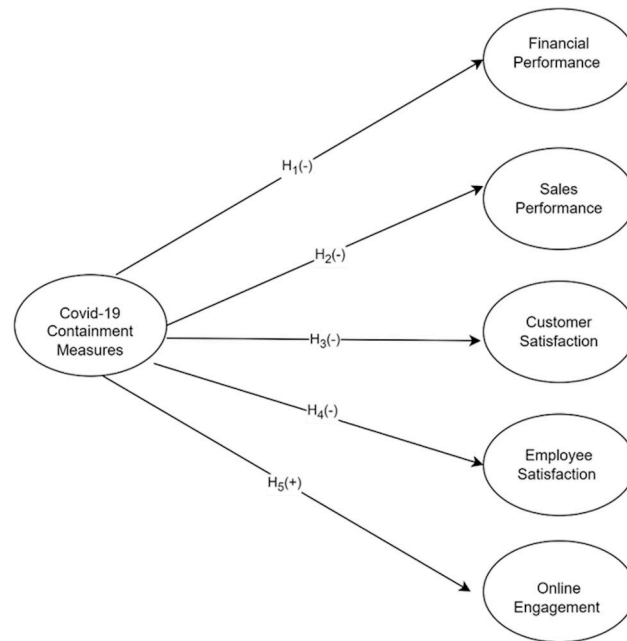 Financial
Performance
H₁(-)
Sales
Performance
H₂(-)
Covid-19
Containment
Measures
Customer
Satisfaction
H₃(-)
H₄(-)
Employee
Satisfaction
H₅(+)
Online
Engagement